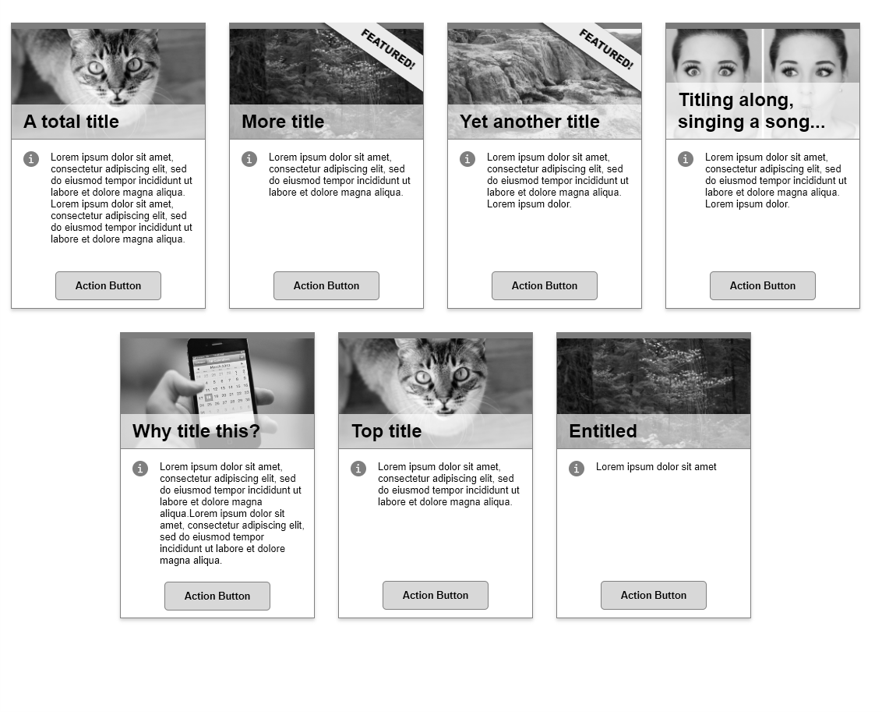 FEATURED!
FEATURED!
A total title
More title
Yet another title
Titling along,
singing a song...
i
Lorem ipsum dolor sit amet,
consectetur adipiscing elit, sed
do eiusmod tempor incididunt ut
labore et dolore magna aliqua.
Lorem ipsum dolor sit amet,
consectetur adipiscing elit, sed
do eiusmod tempor incididunt ut
labore et dolore magna aliqua.
i
Lorem ipsum dolor sit amet,
consectetur adipiscing elit, sed
do eiusmod tempor incididunt ut
labore et dolore magna aliqua.
i
Lorem ipsum dolor sit amet,
consectetur adipiscing elit, sed
do eiusmod tempor incididunt ut
labore et dolore magna aliqua.
Lorem ipsum dolor.
i
Lorem ipsum dolor sit amet,
consectetur adipiscing elit, sed
do eiusmod tempor incididunt ut
labore et dolore magna aliqua.
Lorem ipsum dolor.
Action Button
Action Button
Action Button
Action Button
Why title this?
Top title
Entitled
i
Lorem ipsum dolor sit amet,
consectetur adipiscing elit, sed
do eiusmod tempor incididunt ut
labore et dolore magna
aliqua.Lorem ipsum dolor sit
amet, consectetur adipiscing elit,
sed do eiusmod tempor
incididunt ut labore et dolore
magna aliqua.
i
Lorem ipsum dolor sit amet,
consectetur adipiscing elit, sed
do eiusmod tempor incididunt ut
labore et dolore magna aliqua.
i
Lorem ipsum dolor sit amet
Action Button
Action Button
Action Button